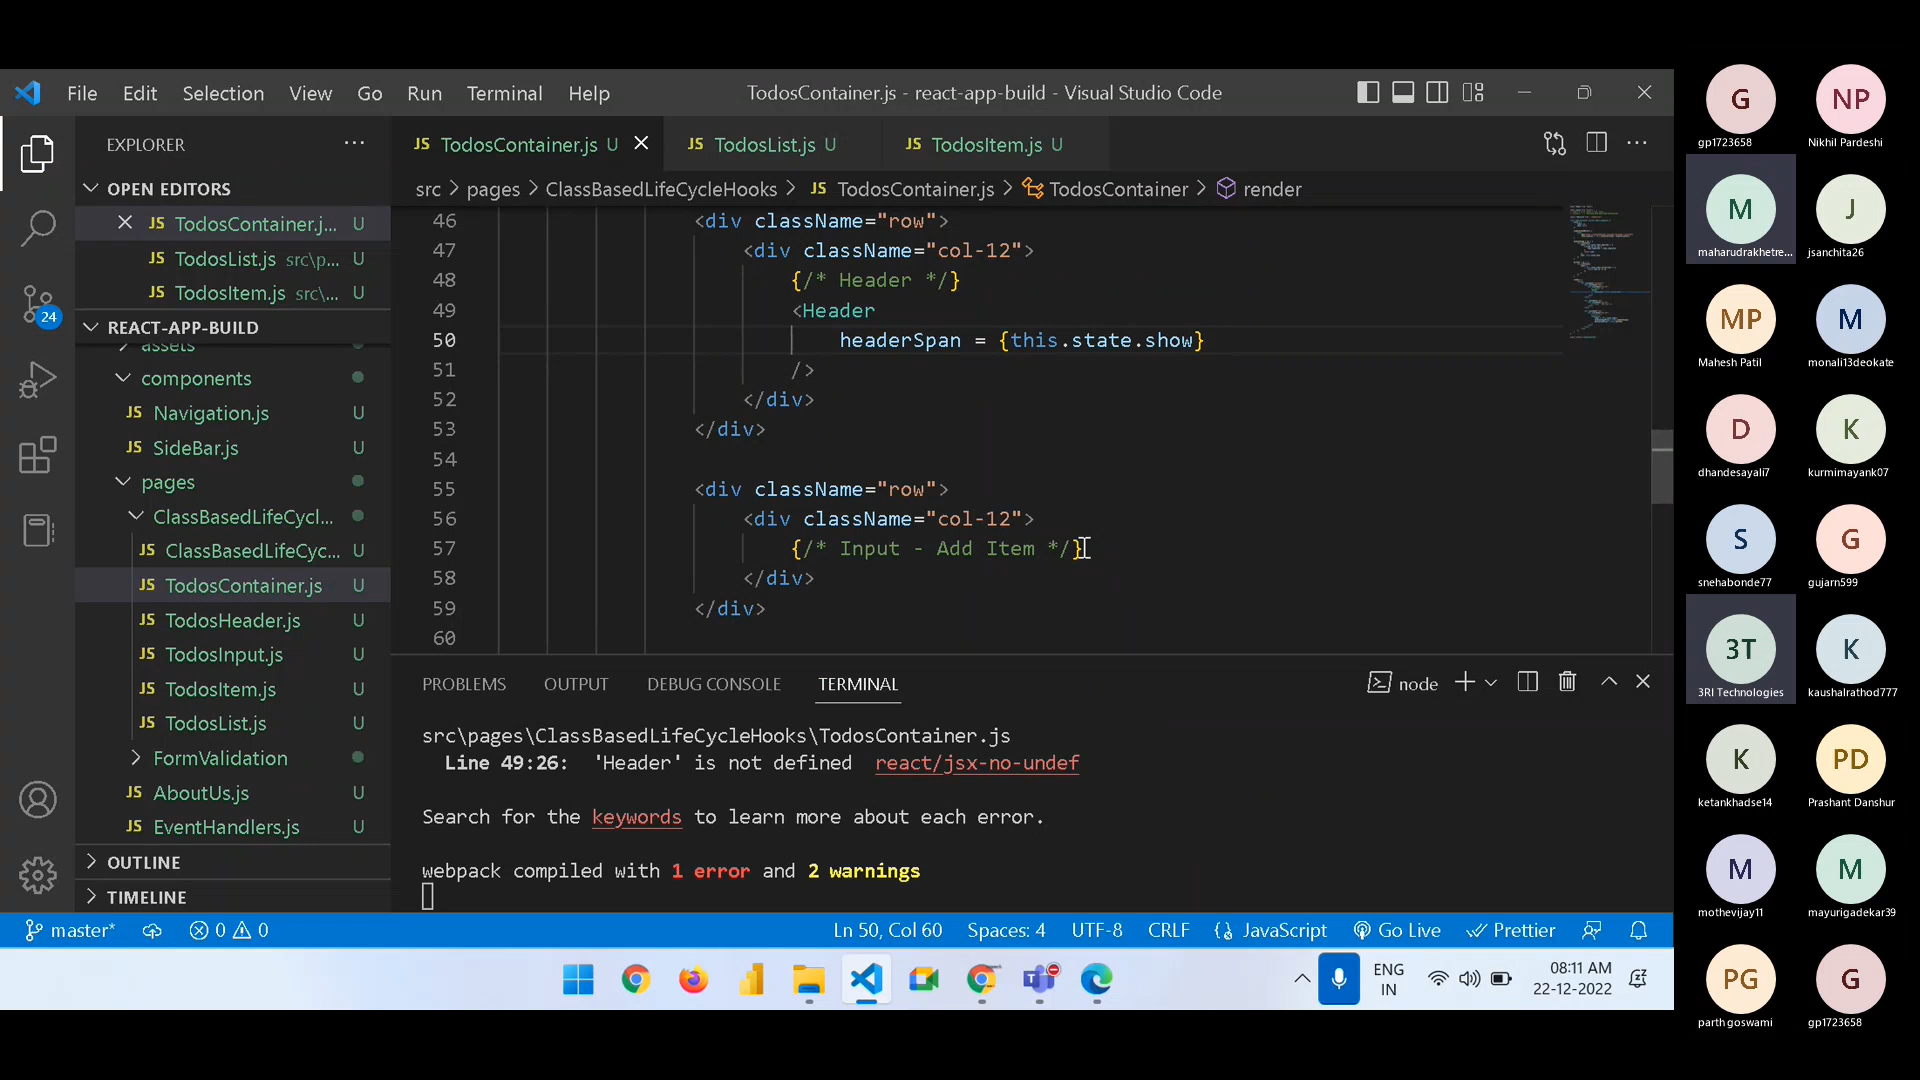 File Edit Selection View Go Run Terminal Help
TodosContainer.js - react-app-build - Visual Studio Code
EXPLORER
OPEN EDITORS
TodosContainer.j... U
JS TodosList.js src\p... U
JS TodosItem.js src\... U
REACT-APP-BUILD
assets
components
JS Navigation.js U
JS SideBar.js U
pages
ClassBasedLifeCycl...
JS ClassBasedLifeCyc... U
JS TodosContainer.js U
JS TodosHeader.js U
JS TodosInput.js U
JS TodosItem.js U
JS TodosList.js U
FormValidation
JS AboutUs.js U
JS EventHandlers.js U
OUTLINE
TIMELINE
24
JS TodosContainer.js U
JS TodosList.js U
JS TodosItem.js U
src > pages > ClassBasedLifeCycleHooks > JS TodosContainer.js > TodosContainer > render
46 <div className="row">
47 <div className="col-12">
48 {/* Header */}
49 <Header
50 headerSpan = {this.state.show}
51 />
52 </div>
53 </div>
54
55 <div className="row">
56 <div className="col-12">
57 {/* Input - Add Item */}
58 </div>
59 </div>
60
PROBLEMS OUTPUT DEBUG CONSOLE TERMINAL
node
src\pages\ClassBasedLifeCycleHooks\TodosContainer.js
Line 49:26: 'Header' is not defined react/jsx-no-undef
Search for the keywords to learn more about each error.
webpack compiled with 1 error and 2 warnings
master* 0 0
Ln 50, Col 60 Spaces: 4 UTF-8 CRLF JavaScript Go Live Prettier
ENG
IN
08:11 AM
22-12-2022
G
gp1723658
NP
Nikhil Pardeshi
M
maharudrakhetre...
J
jsanchita26
MP
Mahesh Patil
M
monali13deokate
D
dhandesayali7
K
kurmimayank07
S
snehabonde77
G
gujarn599
3T
3RI Technologies
K
kaushalrathod777
K
ketankhadse14
PD
Prashant Danshur
M
mothevijay11
M
mayurigadekar39
PG
parth goswami
G
gp1723658